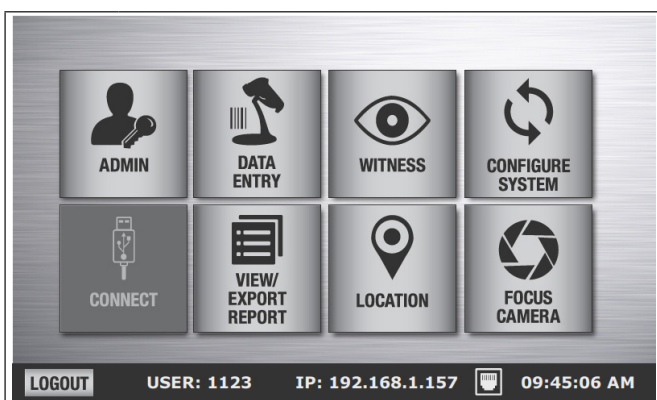 ADMIN
DATA
ENTRY
WITNESS
CONFIGURE
SYSTEM
CONNECT
VIEW/
EXPORT
REPORT
LOCATION
FOCUS
CAMERA
LOGOUT
USER: 1123
IP: 192.168.1.157
09:45:06 AM